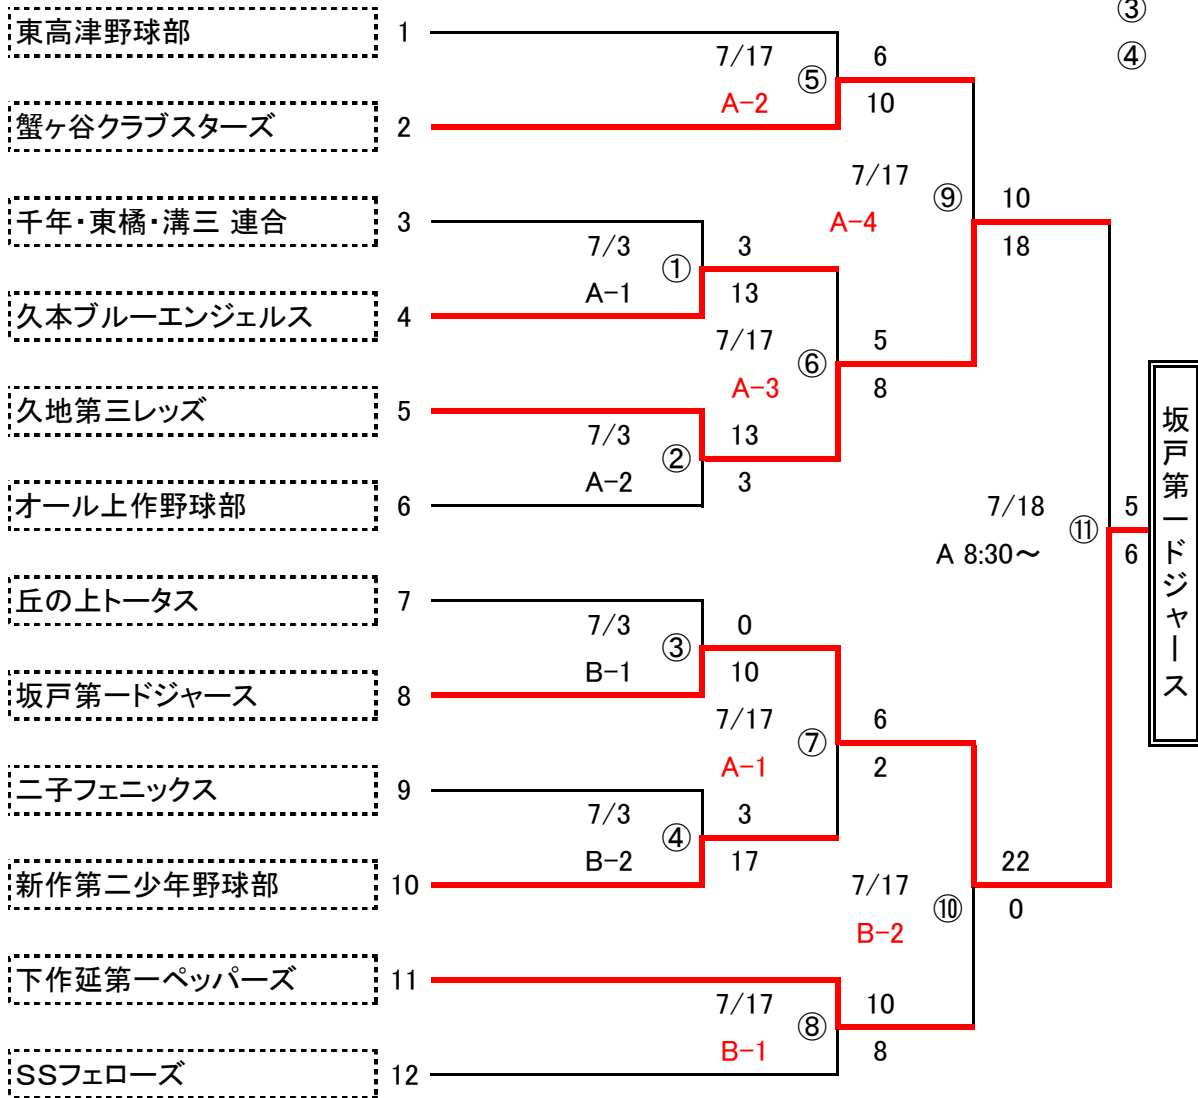 ③
④
東高津野球部 1
7/17 ⑤ 6
A-2 10
蟹ヶ谷クラブスターズ 2
7/17 ⑨ 10
A-4 18
千年・東橘・溝三 連合 3
7/3 ① 3
A-1 13
久本ブルーエンジェルス 4
7/17 ⑥ 5
A-3 8
久地第三レッズ 5
7/3 ② 13
A-2 3
オール上作野球部 6
7/18 ⑪ 5
A 8:30～ 6
坂戸第一ドジャース
丘の上トータス 7
7/3 ③ 0
B-1 10
坂戸第一ドジャース 8
7/17 ⑦ 6
A-1 2
二子フェニックス 9
7/3 ④ 3
B-2 17
新作第二少年野球部 10
7/17 ⑩ 22
B-2 0
下作延第一ペッパーズ 11
7/17 ⑧ 10
B-1 8
SSフェローズ 12